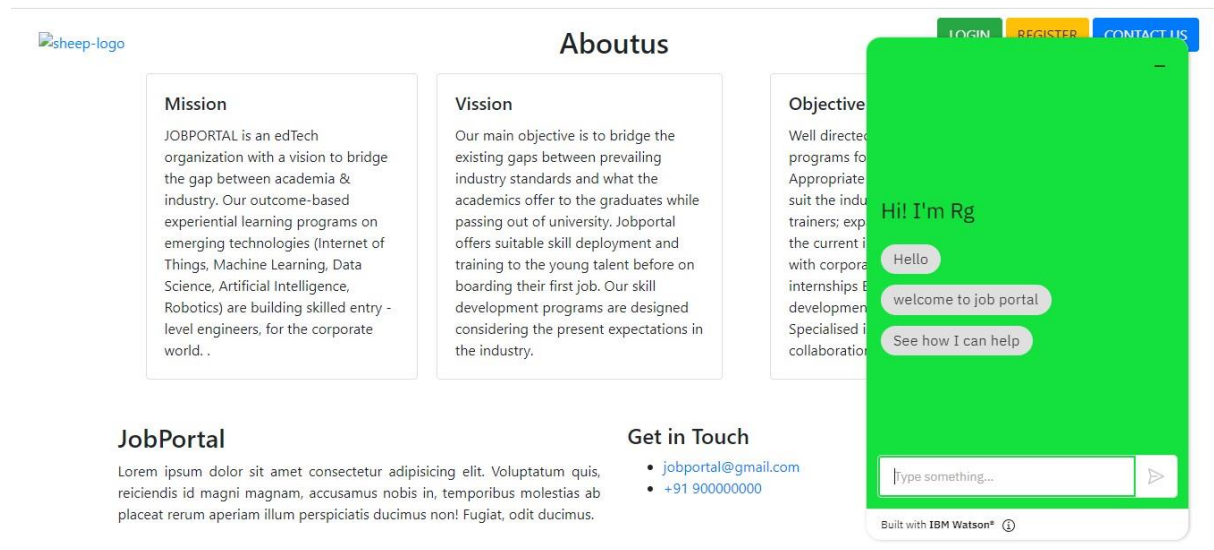 sheep-logo
Aboutus
LOGIN
REGISTER
CONTACT US
Mission
JOBPORTAL is an edTech
organization with a vision to bridge
the gap between academia &
industry. Our outcome-based
experiential learning programs on
emerging technologies (Internet of
Things, Machine Learning, Data
Science, Artificial Intelligence,
Robotics) are building skilled entry -
level engineers, for the corporate
world. .
Vission
Our main objective is to bridge the
existing gaps between prevailing
industry standards and what the
academics offer to the graduates while
passing out of university. Jobportal
offers suitable skill deployment and
training to the young talent before on
boarding their first job. Our skill
development programs are designed
considering the present expectations in
the industry.
Objective
Well directed
programs fo
Appropriate
suit the indu
trainers; exp
the current i
with corpora
internships
developmen
Specialised i
collaboration
Hi! I'm Rg
Hello
welcome to job portal
See how I can help
Type something...
Built with IBM Watson®
JobPortal
Lorem ipsum dolor sit amet consectetur adipisicing elit. Voluptatum quis,
reiciendis id magni magnam, accusamus nobis in, temporibus molestias ab
placeat rerum aperiam illum perspiciatis ducimus non! Fugiat, odit ducimus.
Get in Touch
jobportal@gmail.com
+91 900000000